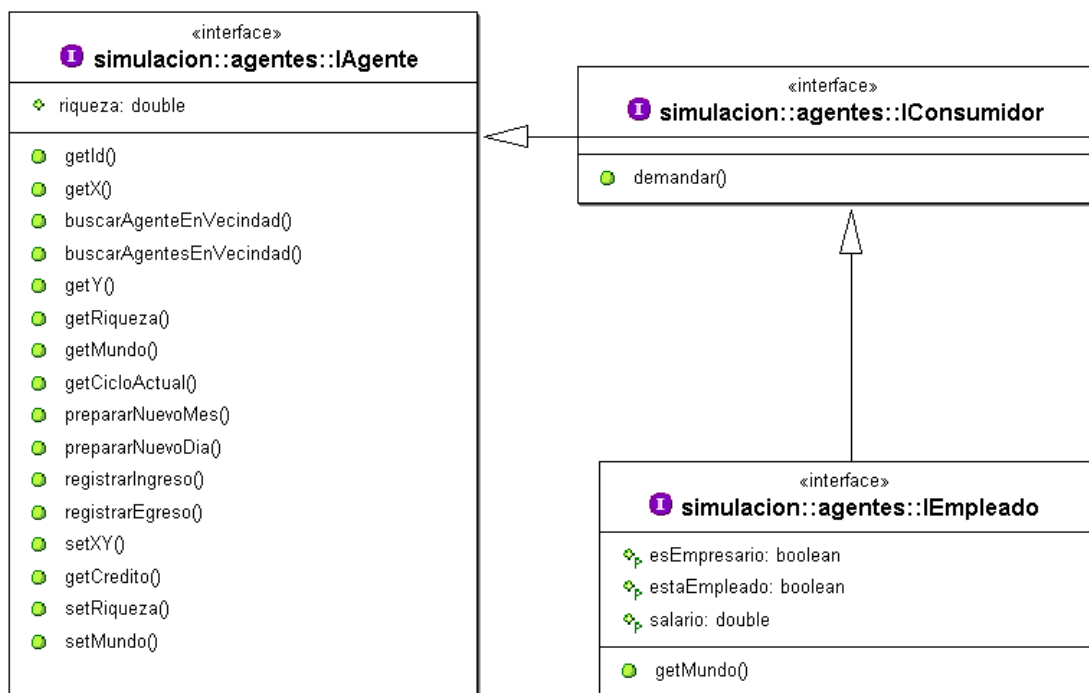 «interface»
I simulacion::agentes::IAgente
riqueza: double
getId()
getX()
buscarAgenteEnVecindad()
buscarAgentesEnVecindad()
getY()
getRiqueza()
getMundo()
getCicloActual()
prepararNuevoMes()
prepararNuevoDia()
registrarIngreso()
registrarEgreso()
setXY()
getCredito()
setRiqueza()
setMundo()
«interface»
I simulacion::agentes::IConsumidor
demandar()
«interface»
I simulacion::agentes::IEmpleado
P esEmpresario: boolean
P estaEmpleado: boolean
P salario: double
getMundo()